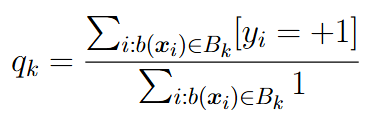 q_k = \frac{\sum_{i:b(\boldsymbol{x}_i) \in B_k} [y_i = +1]}{\sum_{i:b(\boldsymbol{x}_i) \in B_k} 1}